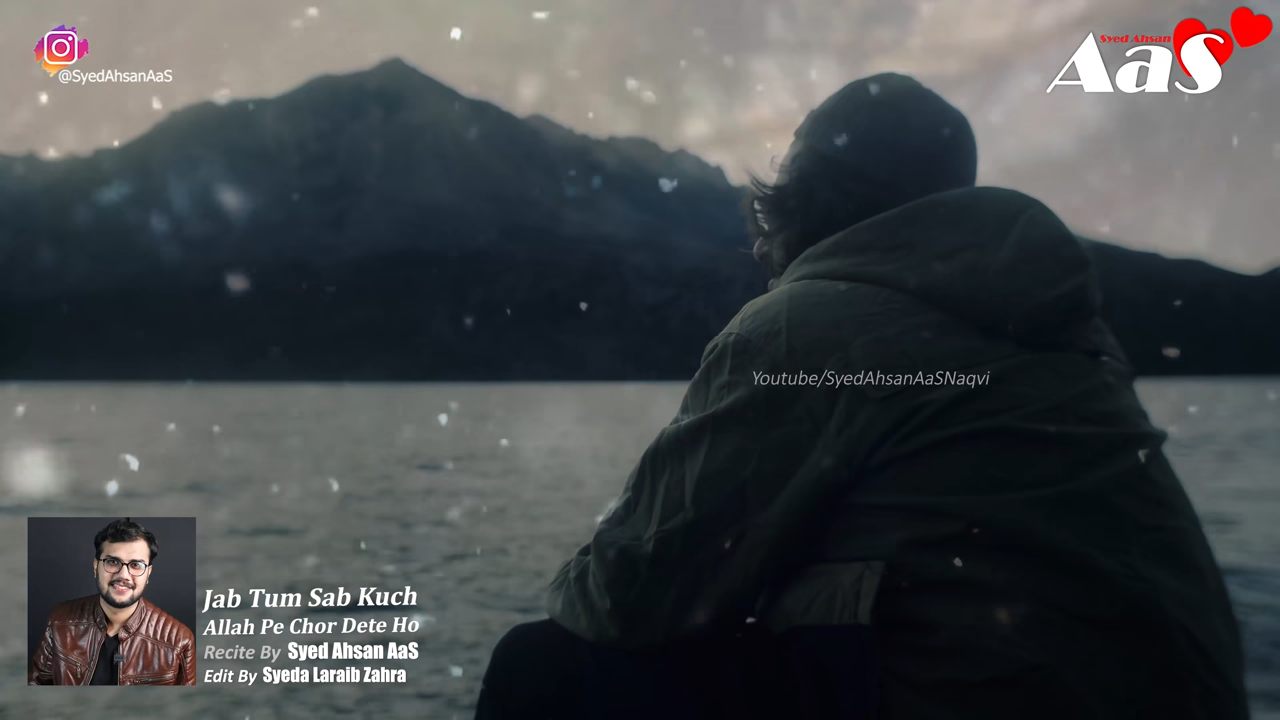 @SyedAhsanAaS
Syed Ahsan
AaS
Youtube/SyedAhsanAaSNaqvi
Jab Tum Sab Kuch
Allah Pe Chor Dete Ho
Recite By Syed Ahsan AaS
Edit By Syeda Laraib Zahra